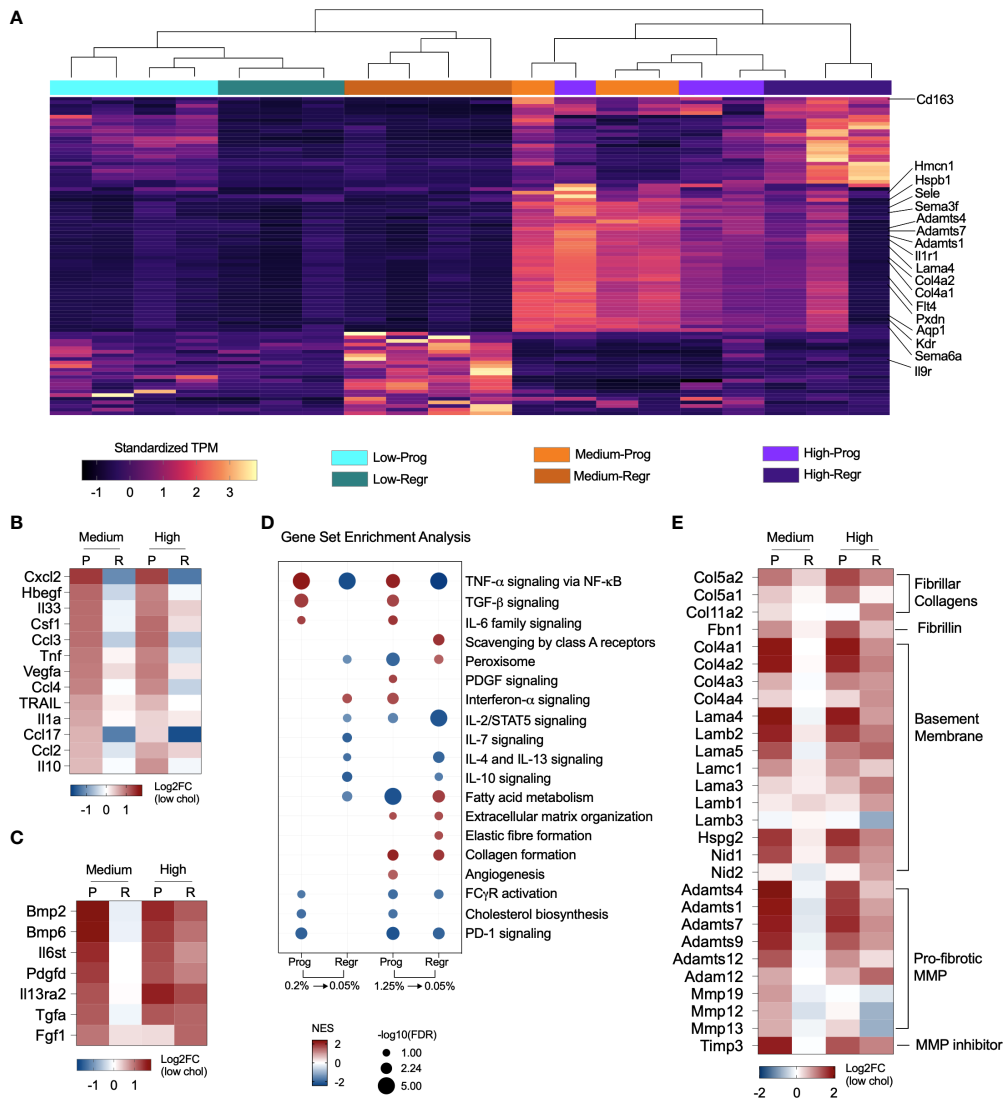 A
Cd163
Hmcn1
Hspb1
Sele
Sema3f
Adamts4
Adamts7
Adamts1
Il1r1
Lama4
Col4a2
Col4a1
Flt4
Pxdn
Aqp1
Kdr
Sema6a
Il9r
Standardized TPM
-1 0 1 2 3
Low-Prog
Low-Regr
Medium-Prog
Medium-Regr
High-Prog
High-Regr
B
Medium High
P R P R
Cxcl2
Hbegf
Il33
Csf1
Ccl3
Tnf
Vegfa
Ccl4
TRAIL
Il1a
Ccl17
Ccl2
Il10
-1 0 1
Log2FC
(low chol)
C
Medium High
P R P R
Bmp2
Bmp6
Il6st
Pdgfd
Il13ra2
Tgfa
Fgf1
-1 0 1
Log2FC
(low chol)
D
Gene Set Enrichment Analysis
TNF-α signaling via NF-κB
TGF-β signaling
IL-6 family signaling
Scavenging by class A receptors
Peroxisome
PDGF signaling
Interferon-α signaling
IL-2/STAT5 signaling
IL-7 signaling
IL-4 and IL-13 signaling
IL-10 signaling
Fatty acid metabolism
Extracellular matrix organization
Elastic fibre formation
Collagen formation
Angiogenesis
FCγR activation
Cholesterol biosynthesis
PD-1 signaling
Prog Regr Prog Regr
0.2% → 0.05% 1.25% → 0.05%
NES
2
1
0
-2
-log10(FDR)
1.00
2.24
5.00
E
Medium High
P R P R
Col5a2
Col5a1
Col11a2
Fbn1
Col4a1
Col4a2
Col4a3
Col4a4
Lama4
Lamb2
Lama5
Lamc1
Lama3
Lamb1
Lamb3
Hspg2
Nid1
Nid2
Adamts4
Adamts1
Adamts7
Adamts9
Adamts12
Adam12
Mmp19
Mmp12
Mmp13
Timp3
Fibrillar
Collagens
Fibrillin
Basement
Membrane
Pro-fibrotic
MMP
MMP inhibitor
-2 2
Log2FC
(low chol)